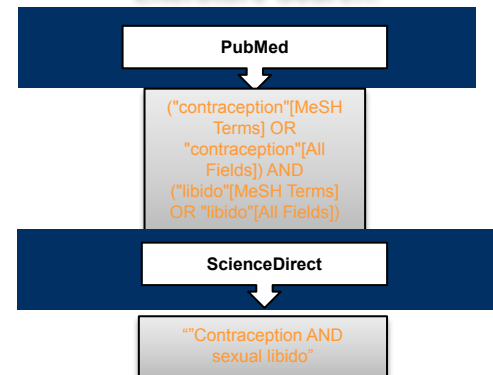 PubMed
("contraception"[MeSH
Terms] OR
"contraception"[All
Fields]) AND
("libido"[MeSH Terms]
OR "libido"[All Fields])
ScienceDirect
“”Contraception AND
sexual libido”